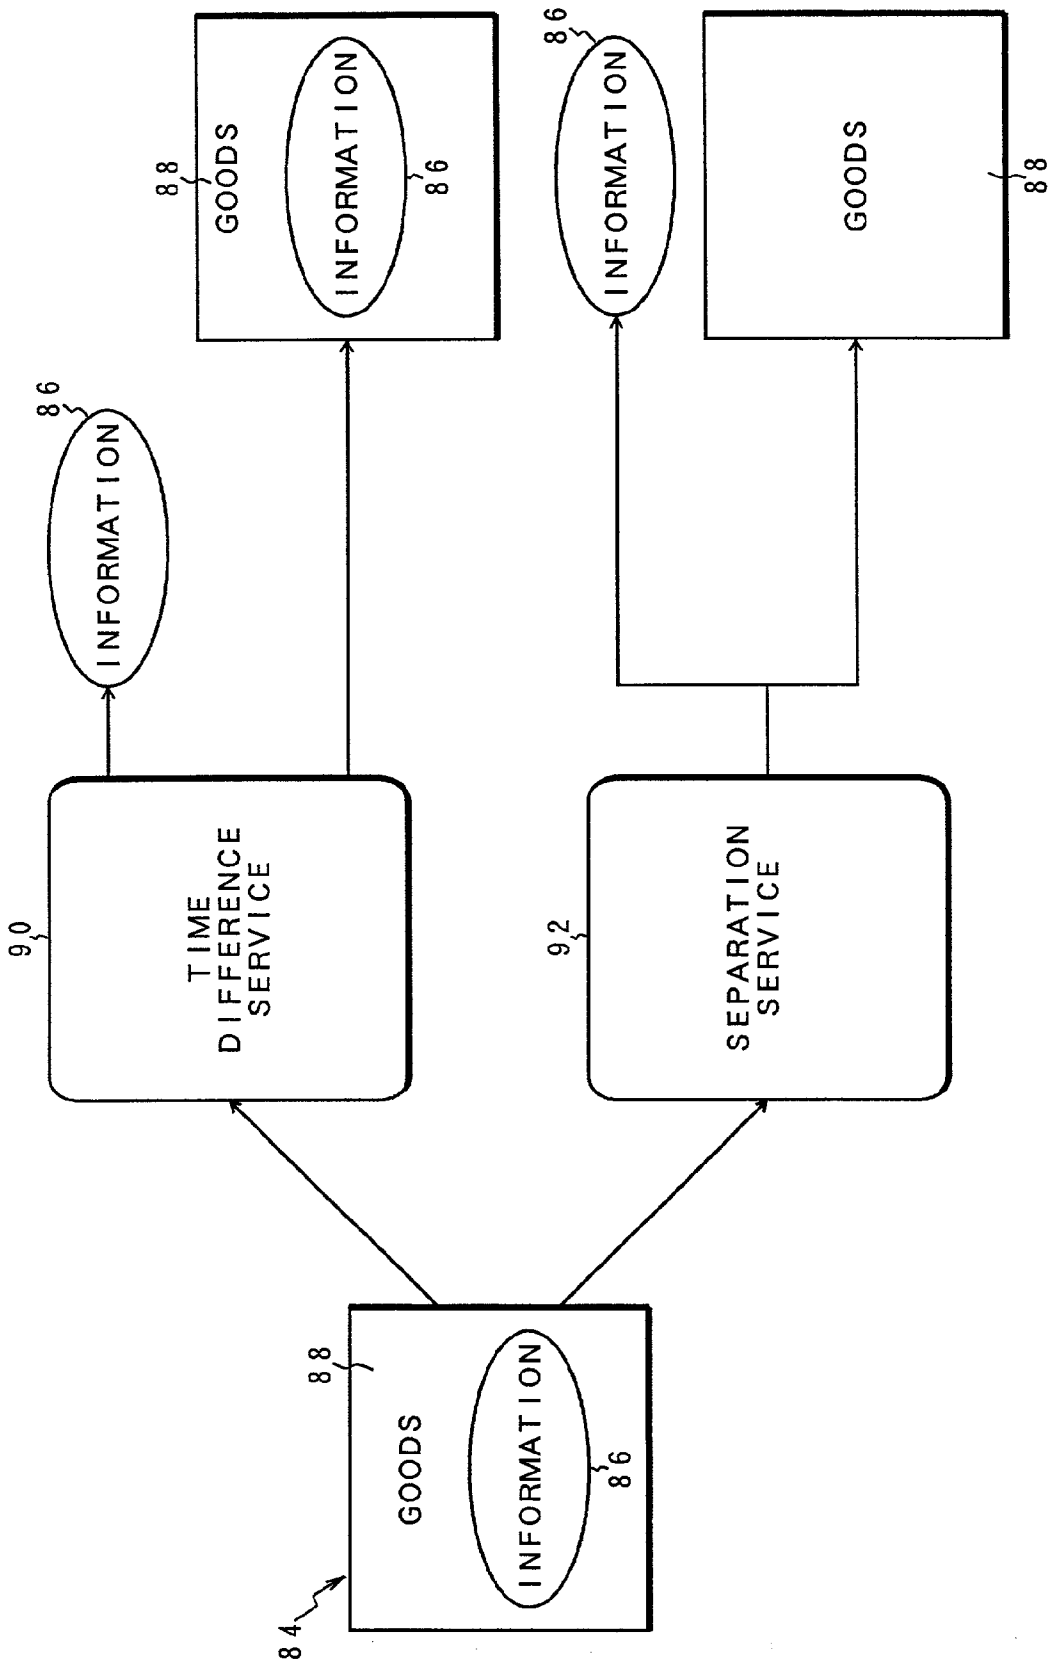 84
GOODS
88
INFORMATION
86
90
TIME
DIFFERENCE
SERVICE
92
SEPARATION
SERVICE
INFORMATION
86
88
GOODS
INFORMATION
86
86
INFORMATION
GOODS
88